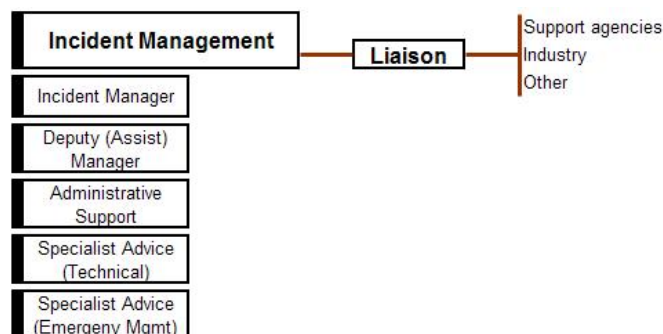 Incident Management
Liaison
Support agencies
Industry
Other
Incident Manager
Deputy (Assist)
Manager
Administrative
Support
Specialist Advice
(Technical)
Specialist Advice
(Emergeny Mgmt)